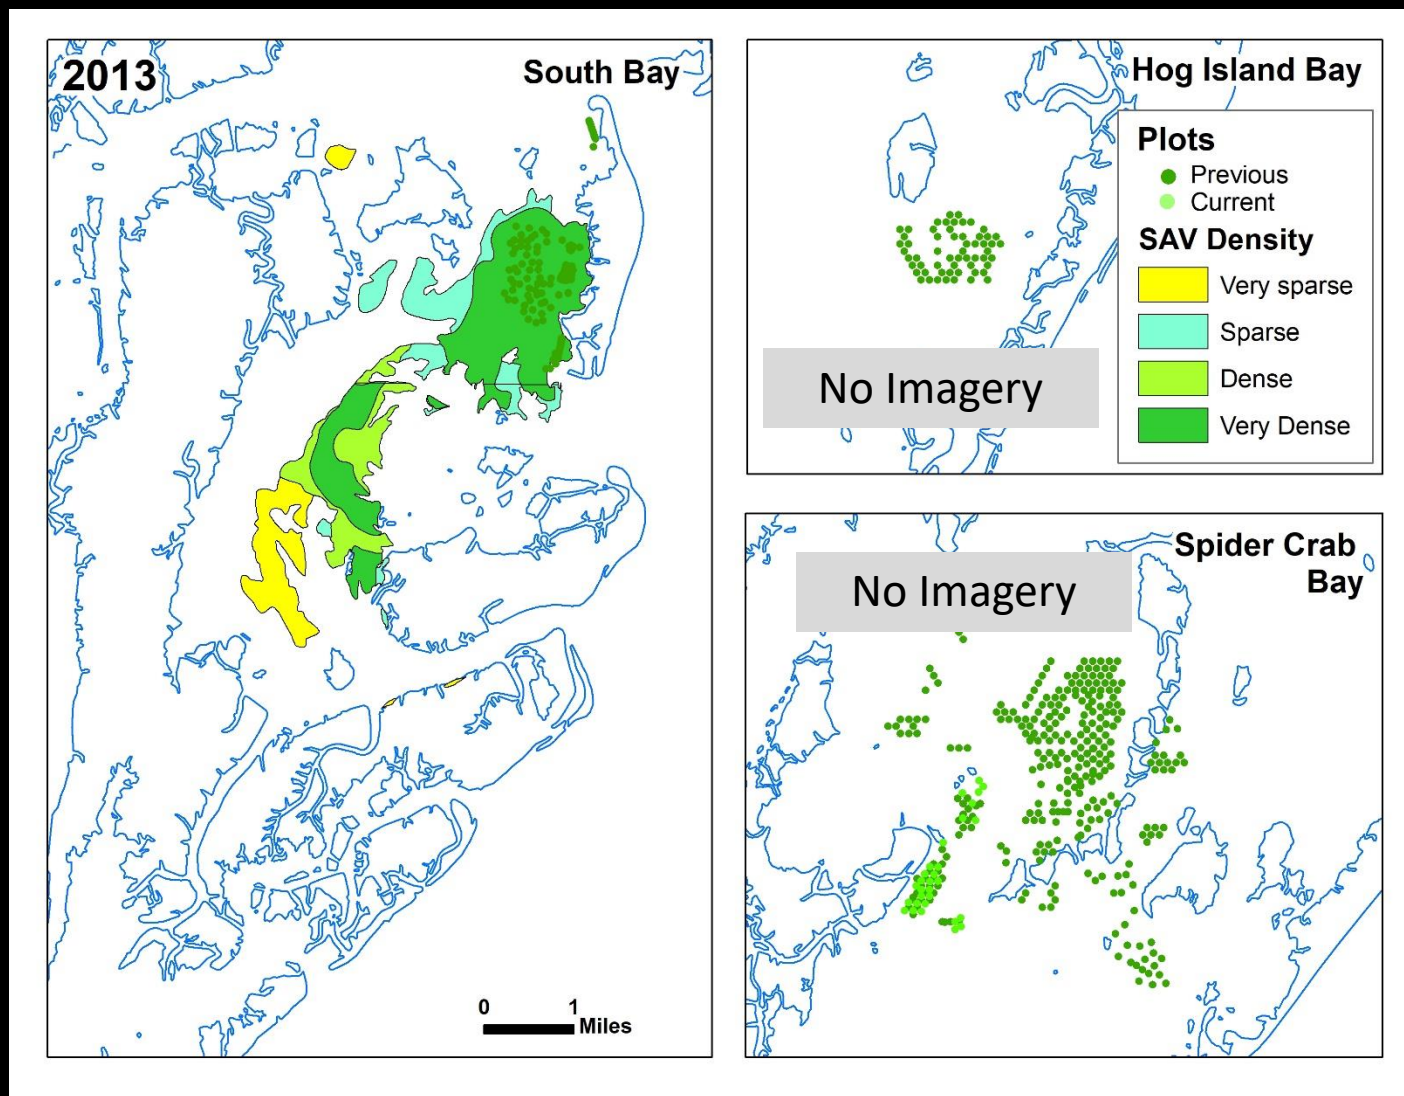 2013
South Bay
0 1
Miles
Hog Island Bay
Plots
Previous
Current
SAV Density
Very sparse
Sparse
Dense
Very Dense
No Imagery
Spider Crab
Bay
No Imagery